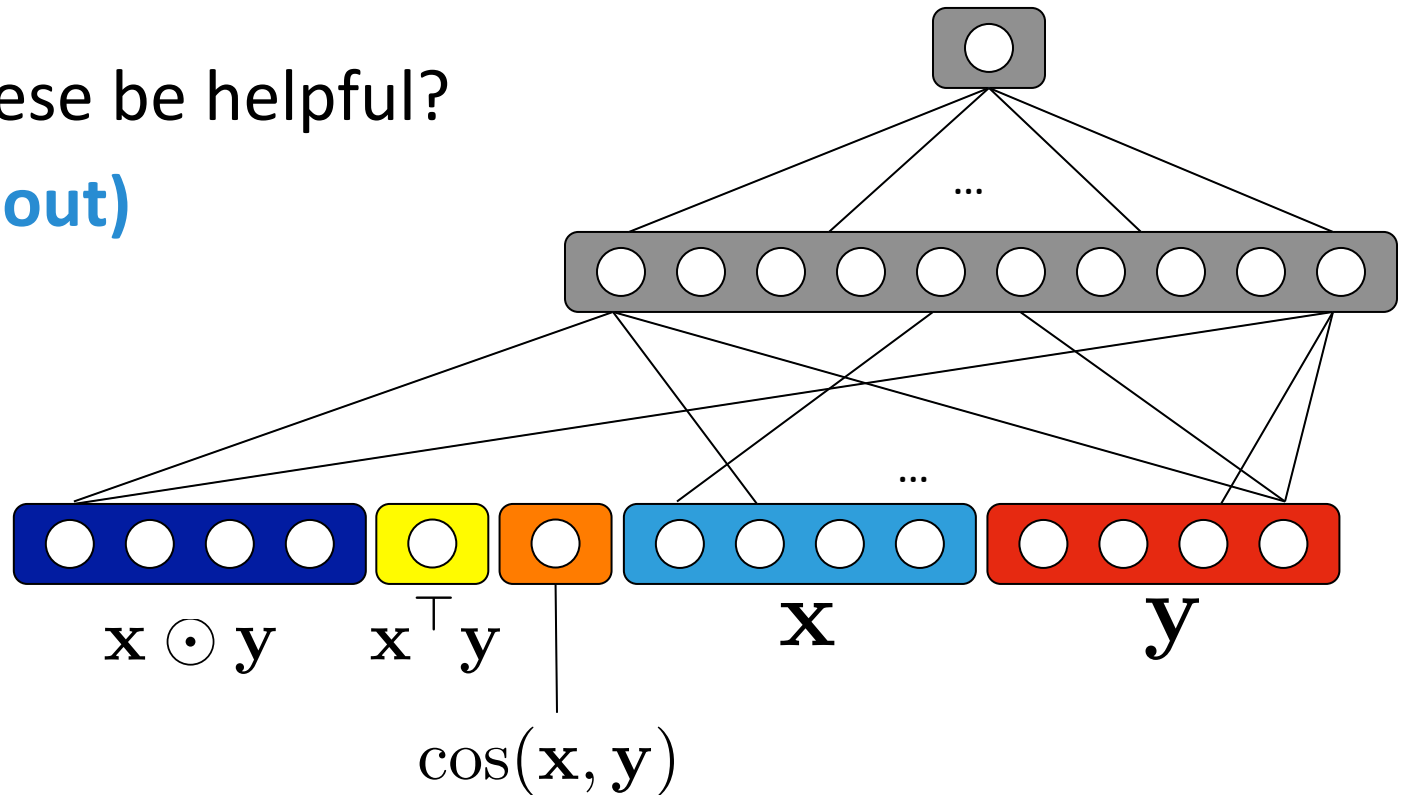 ese be helpful?
out)
...
...
x ⊙ y
x⊤y
x
y
cos(x, y)